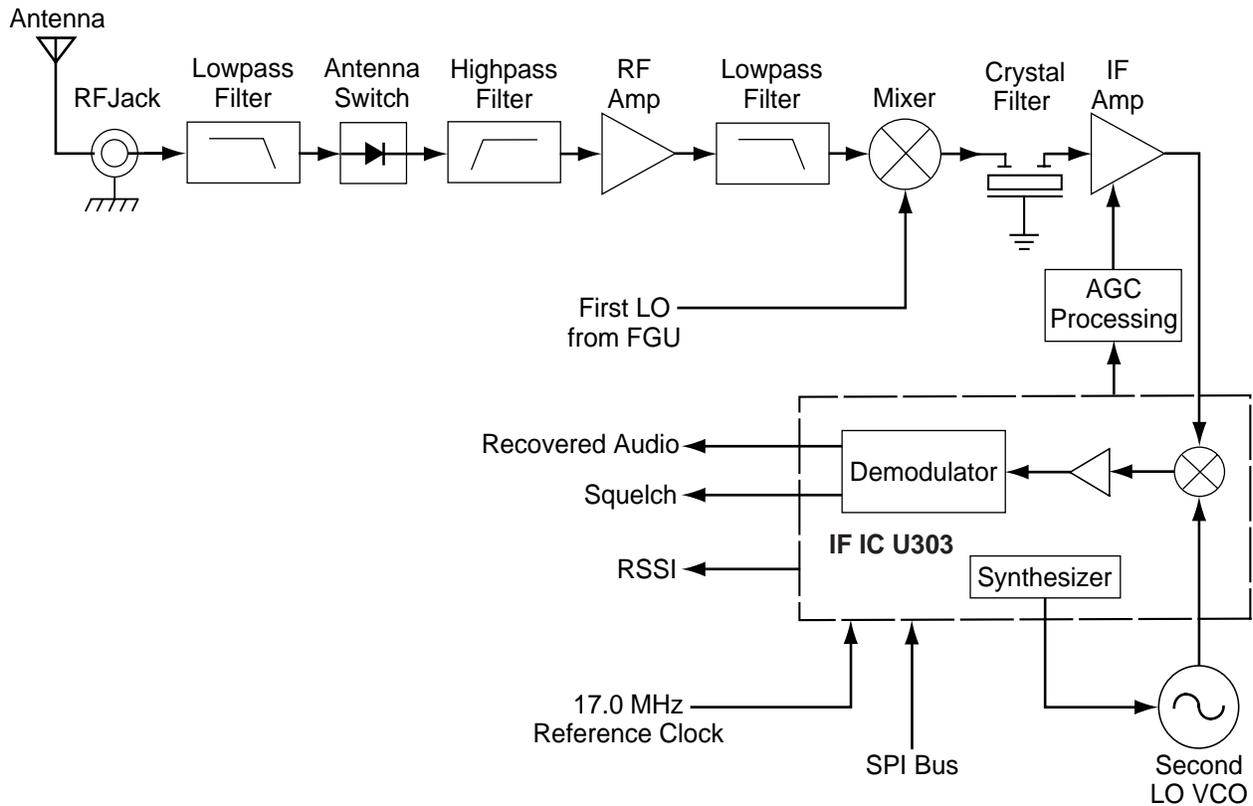 Antenna
RFJack
Lowpass
Filter
Antenna
Switch
Highpass
Filter
RF
Amp
Lowpass
Filter
Mixer
Crystal
Filter
IF
Amp
First LO
from FGU
AGC
Processing
Recovered Audio
Squelch
Demodulator
IF IC U303
RSSI
Synthesizer
17.0 MHz
Reference Clock
SPI Bus
Second
LO VCO